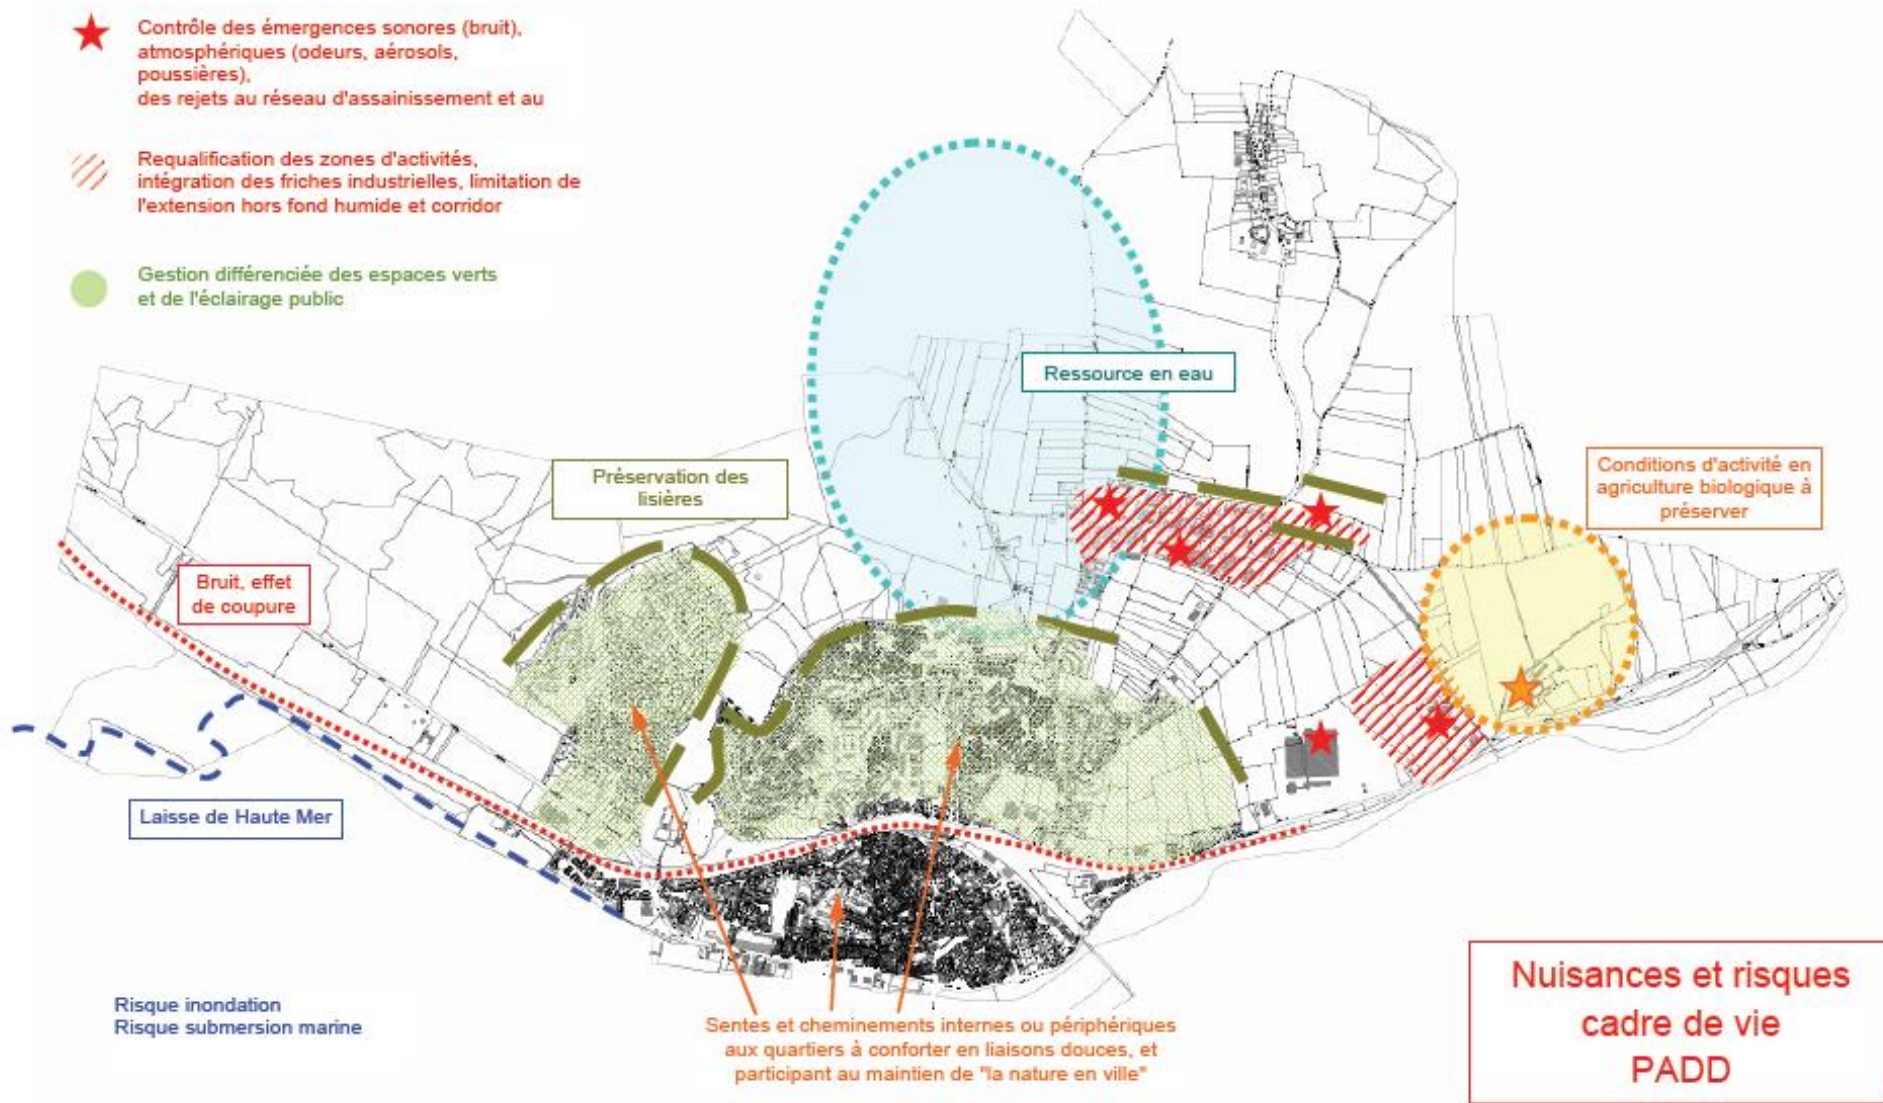 Contrôle des émergences sonores (bruit),
atmosphériques (odeurs, aérosols,
poussières),
des rejets au réseau d'assainissement et au
Requalification des zones d'activités,
intégration des friches industrielles, limitation de
l'extension hors fond humide et corridor
Gestion différenciée des espaces verts
et de l'éclairage public
Ressource en eau
Préservation des
lisières
Conditions d'activité en
agriculture biologique à
préserver
Bruit, effet
de coupure
Laisse de Haute Mer
Risque inondation
Risque submersion marine
Sentes et cheminements internes ou périphériques
aux quartiers à conforter en liaisons douces, et
participant au maintien de "la nature en ville"
Nuisances et risques
cadre de vie
PADD